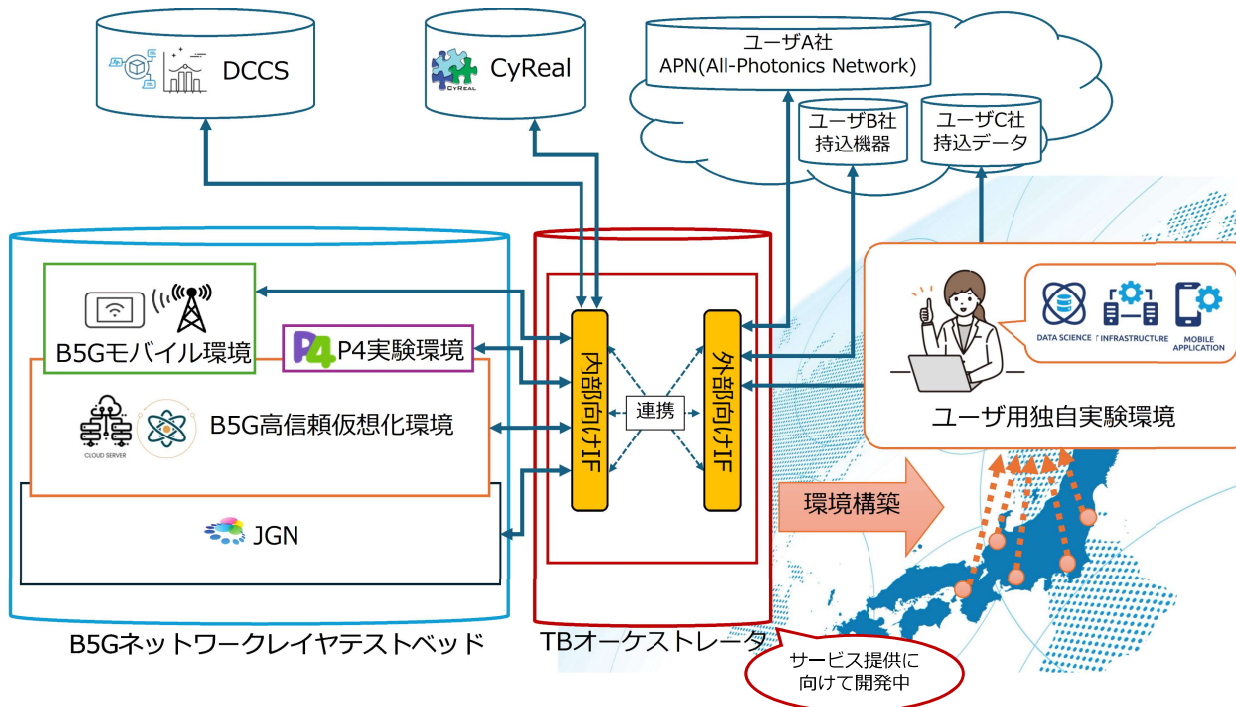 DCCS
CyReal
CYREAL
ユーザA社
APN(All-Photonics Network)
ユーザB社
持込機器
ユーザC社
持込データ
B5Gモバイル環境
P4
P4実験環境
CLOUD SERVER
B5G高信頼仮想化環境
JGN
B5Gネットワークレイヤテストベッド
内部向けIF
連携
外部向けIF
TBオーケストレータ
サービス提供に
向けて開発中
DATA SCIENCE
INFRASTRUCTURE
MOBILE
APPLICATION
ユーザ用独自実験環境
環境構築